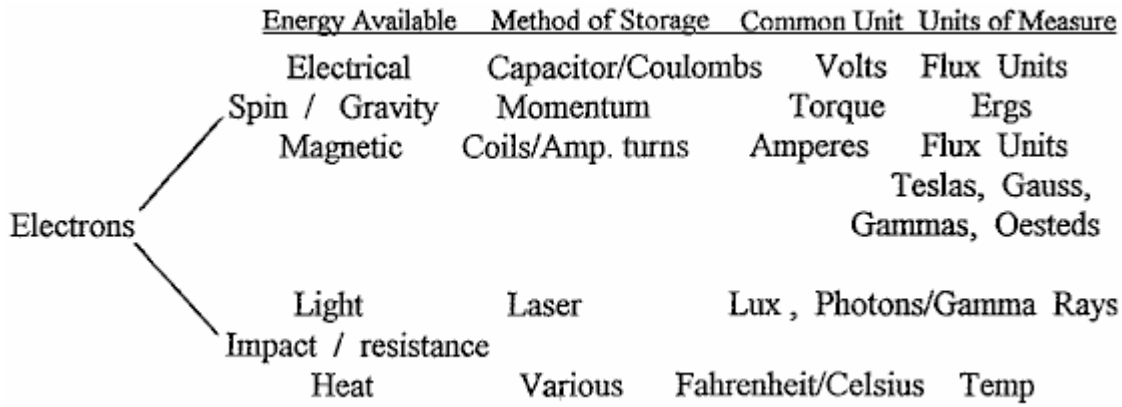 Energy Available Method of Storage Common Unit Units of Measure
Electrical Capacitor/Coulombs Volts Flux Units
Spin / Gravity Momentum Torque Ergs
Magnetic Coils/Amp. turns Amperes Flux Units
Teslas, Gauss,
Electrons Gammas, Oesteds
Light Laser Lux , Photons/Gamma Rays
Impact / resistance
Heat Various Fahrenheit/Celsius Temp